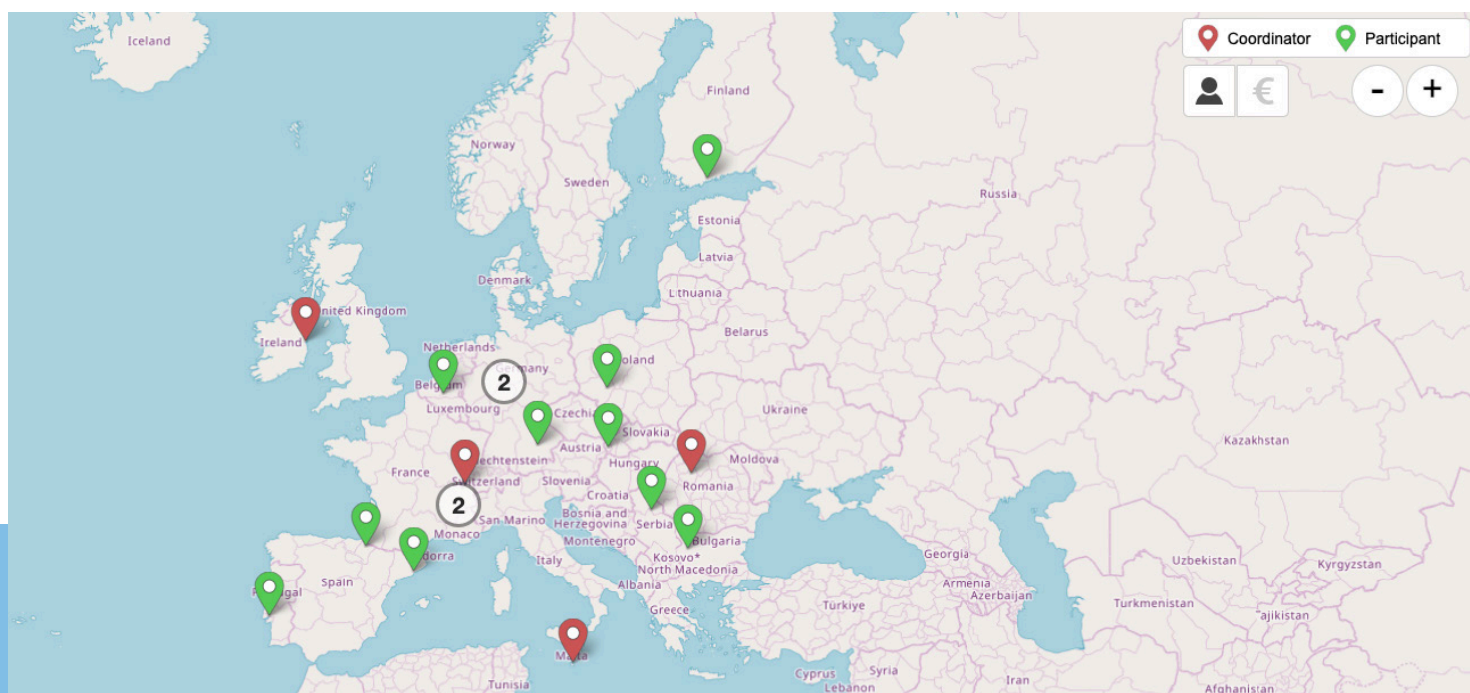 Coordinator
Participant
€
-
+
Iceland
Finland
Norway
Sweden
Russia
Estonia
Latvia
Denmark
Lithuania
United Kingdom
Ireland
Belarus
Netherlands
oland
Germany
2
Belgium
Luxembourg
Czechia
Ukraine
Slovakia
Kazakhstan
Austria
France
echtenstein
Hungary
Moldova
Switzerland
Slovenia
Romania
Croatia
2
San Marino
Bosnia and
Herzegovina
Serbia
Monaco
Montenegro
Bulgaria
dorra
Italy
Kosovo*
North Macedonia
Georgia
Uzbekistan
Kyrgyzstan
Spain
Albania
Armenia
Azerbaijan
Portugal
Greece
Türkiye
Turkmenistan
Tajikistan
Malta
Tunisia
Cyprus
Syria
Lebanon
Iran
Afghanistan